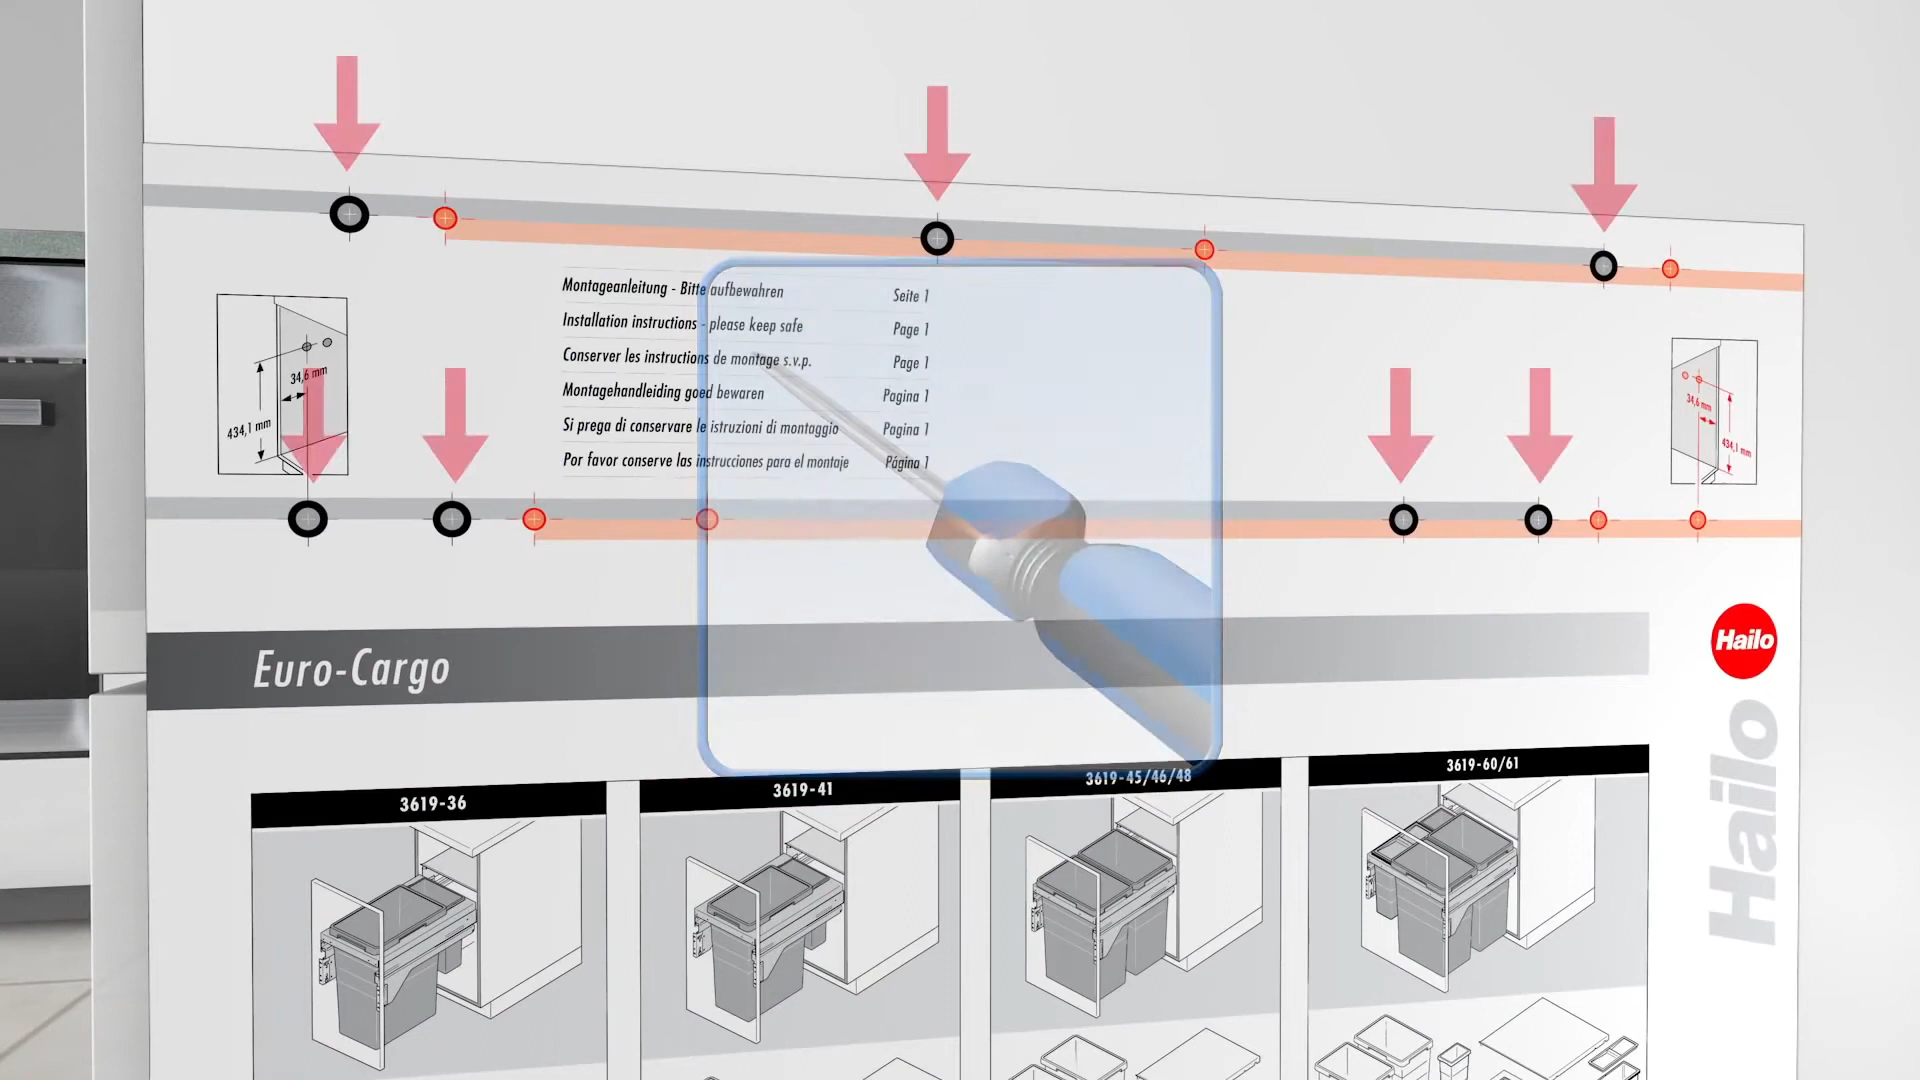 Montageanleitung - Bitte aufbewahren Seite 1
Installation instructions - please keep safe Page 1
Conserver les instructions de montage s.v.p. Page 1
Montagehandleiding goed bewaren Pagina 1
Si prega di conservare le istruzioni di montaggio Pagina 1
Por favor conserve las instrucciones para el montaje Página 1
34,6 mm
434,1 mm
34,6 mm
434,1 mm
Euro-Cargo
Hailo
Hailo
3619-36
3619-41
3619-45/46/48
3619-60/61